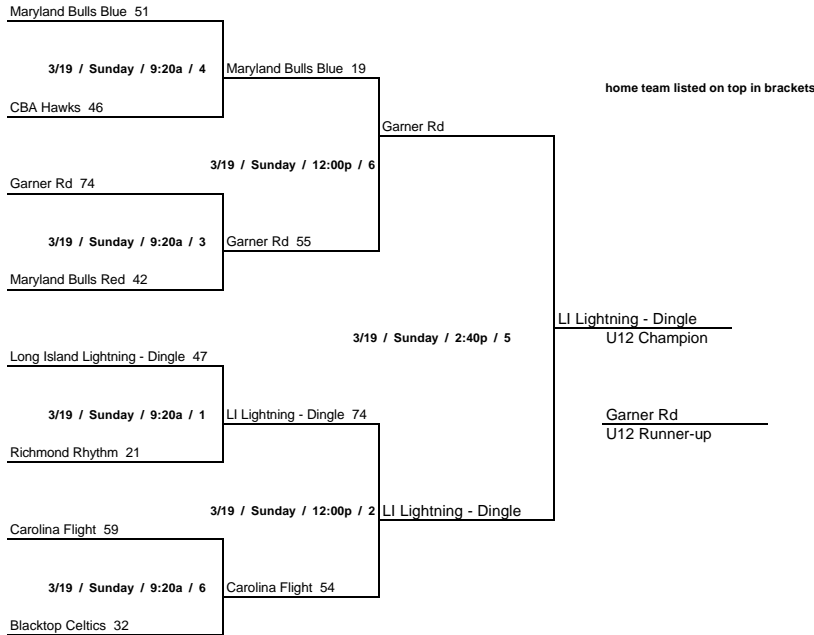 Maryland Bulls Blue 51
3/19 / Sunday / 9:20a / 4
Maryland Bulls Blue 19
home team listed on top in brackets
CBA Hawks 46
Garner Rd
3/19 / Sunday / 12:00p / 6
Garner Rd 74
3/19 / Sunday / 9:20a / 3
Garner Rd 55
Maryland Bulls Red 42
LI Lightning - Dingle
3/19 / Sunday / 2:40p / 5
U12 Champion
Long Island Lightning - Dingle 47
3/19 / Sunday / 9:20a / 1
LI Lightning - Dingle 74
Garner Rd
U12 Runner-up
Richmond Rhythm 21
3/19 / Sunday / 12:00p / 2
LI Lightning - Dingle
Carolina Flight 59
3/19 / Sunday / 9:20a / 6
Carolina Flight 54
Blacktop Celtics 32